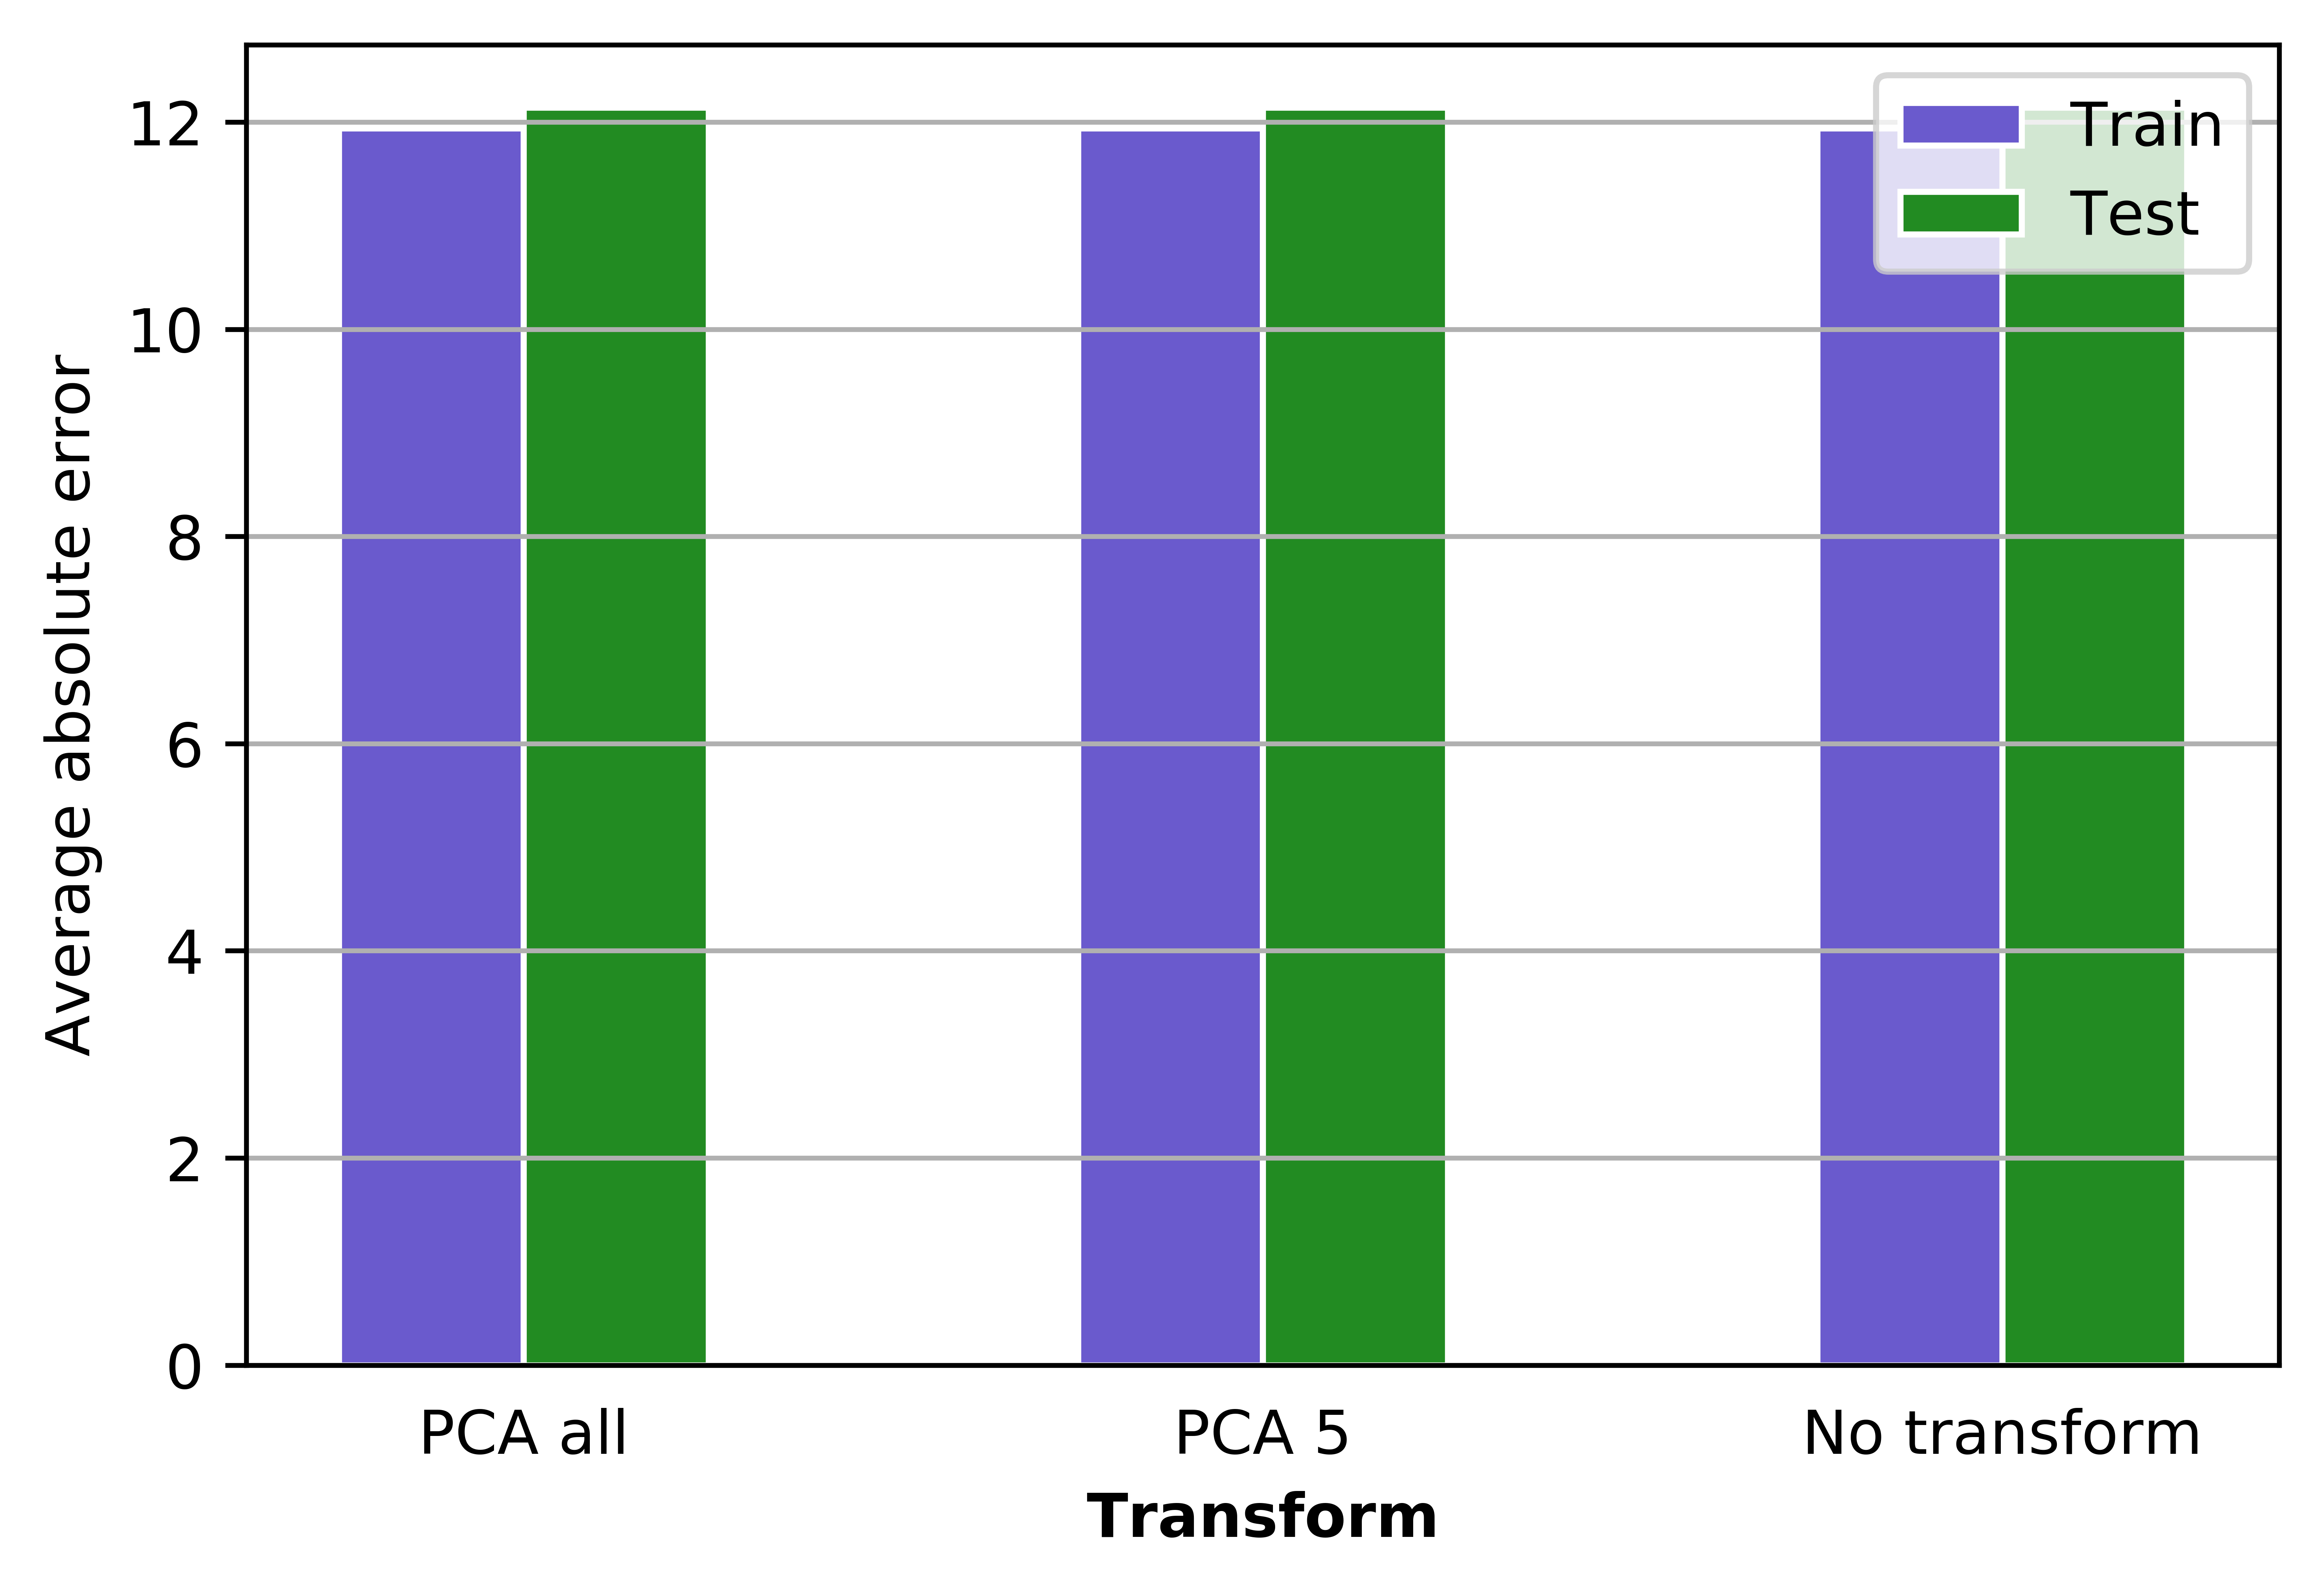 Average absolute error
12
10
8
6
4
2
0
Train
Test
PCA all
PCA 5
No transform
Transform